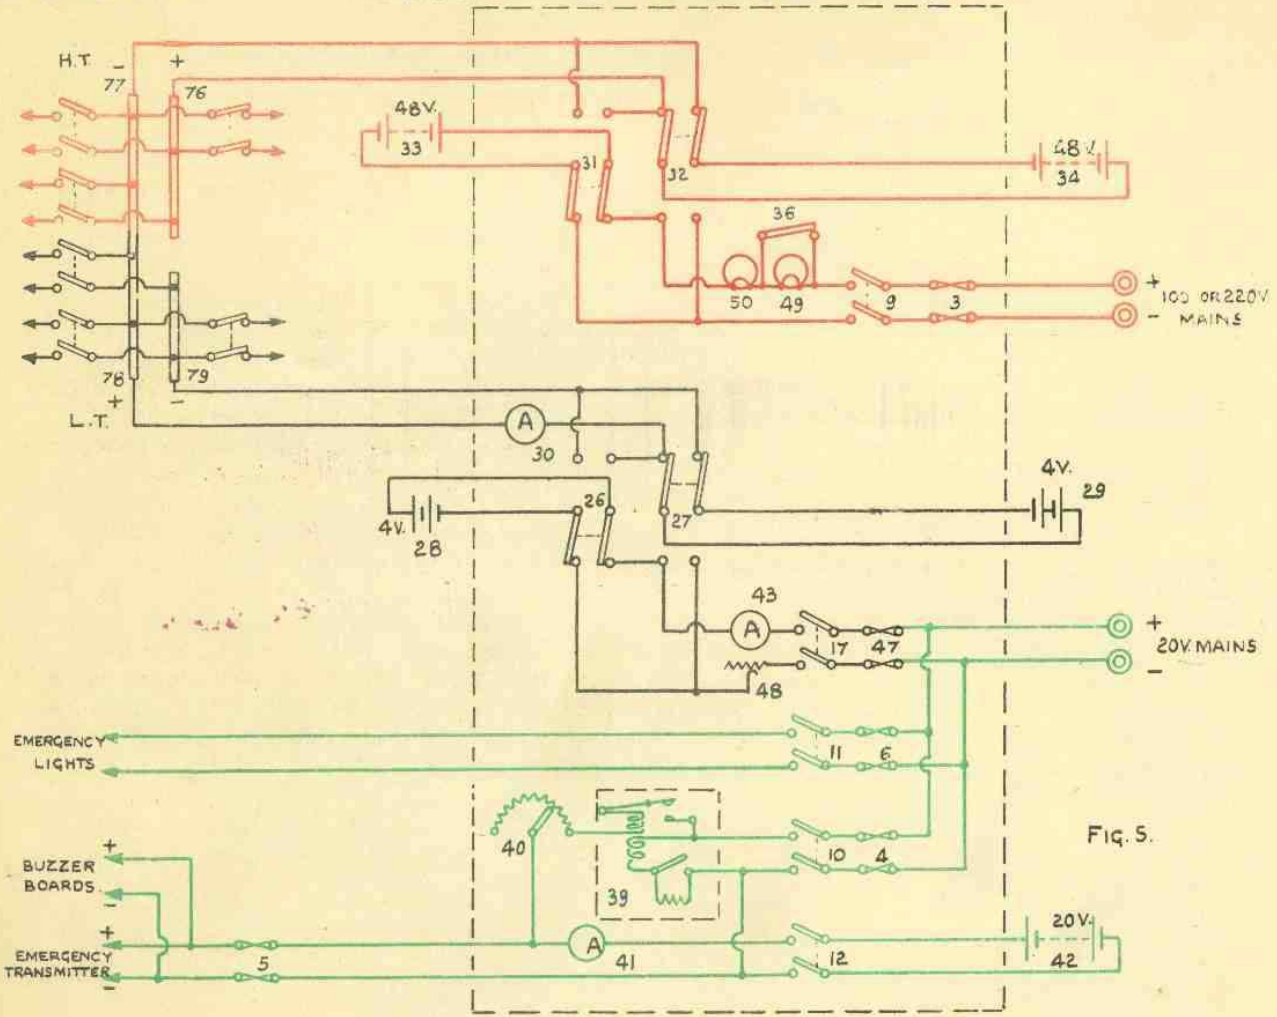 H.T. - +
77 76
48V.
33
31
32
48V.
34
36
50 49 9 3
+ 100 OR 220V
- MAINS
78 79
+ -
L.T.
A
30
4V.
28
26
27
4V.
29
43
A
17 47
48
+
20V. MAINS
-
EMERGENCY
LIGHTS
11 6
40
39
10 4
FIG. 5.
+
BUZZER
BOARDS
-
+
EMERGENCY
TRANSMITTER
-
5
A
41
12
20V.
42